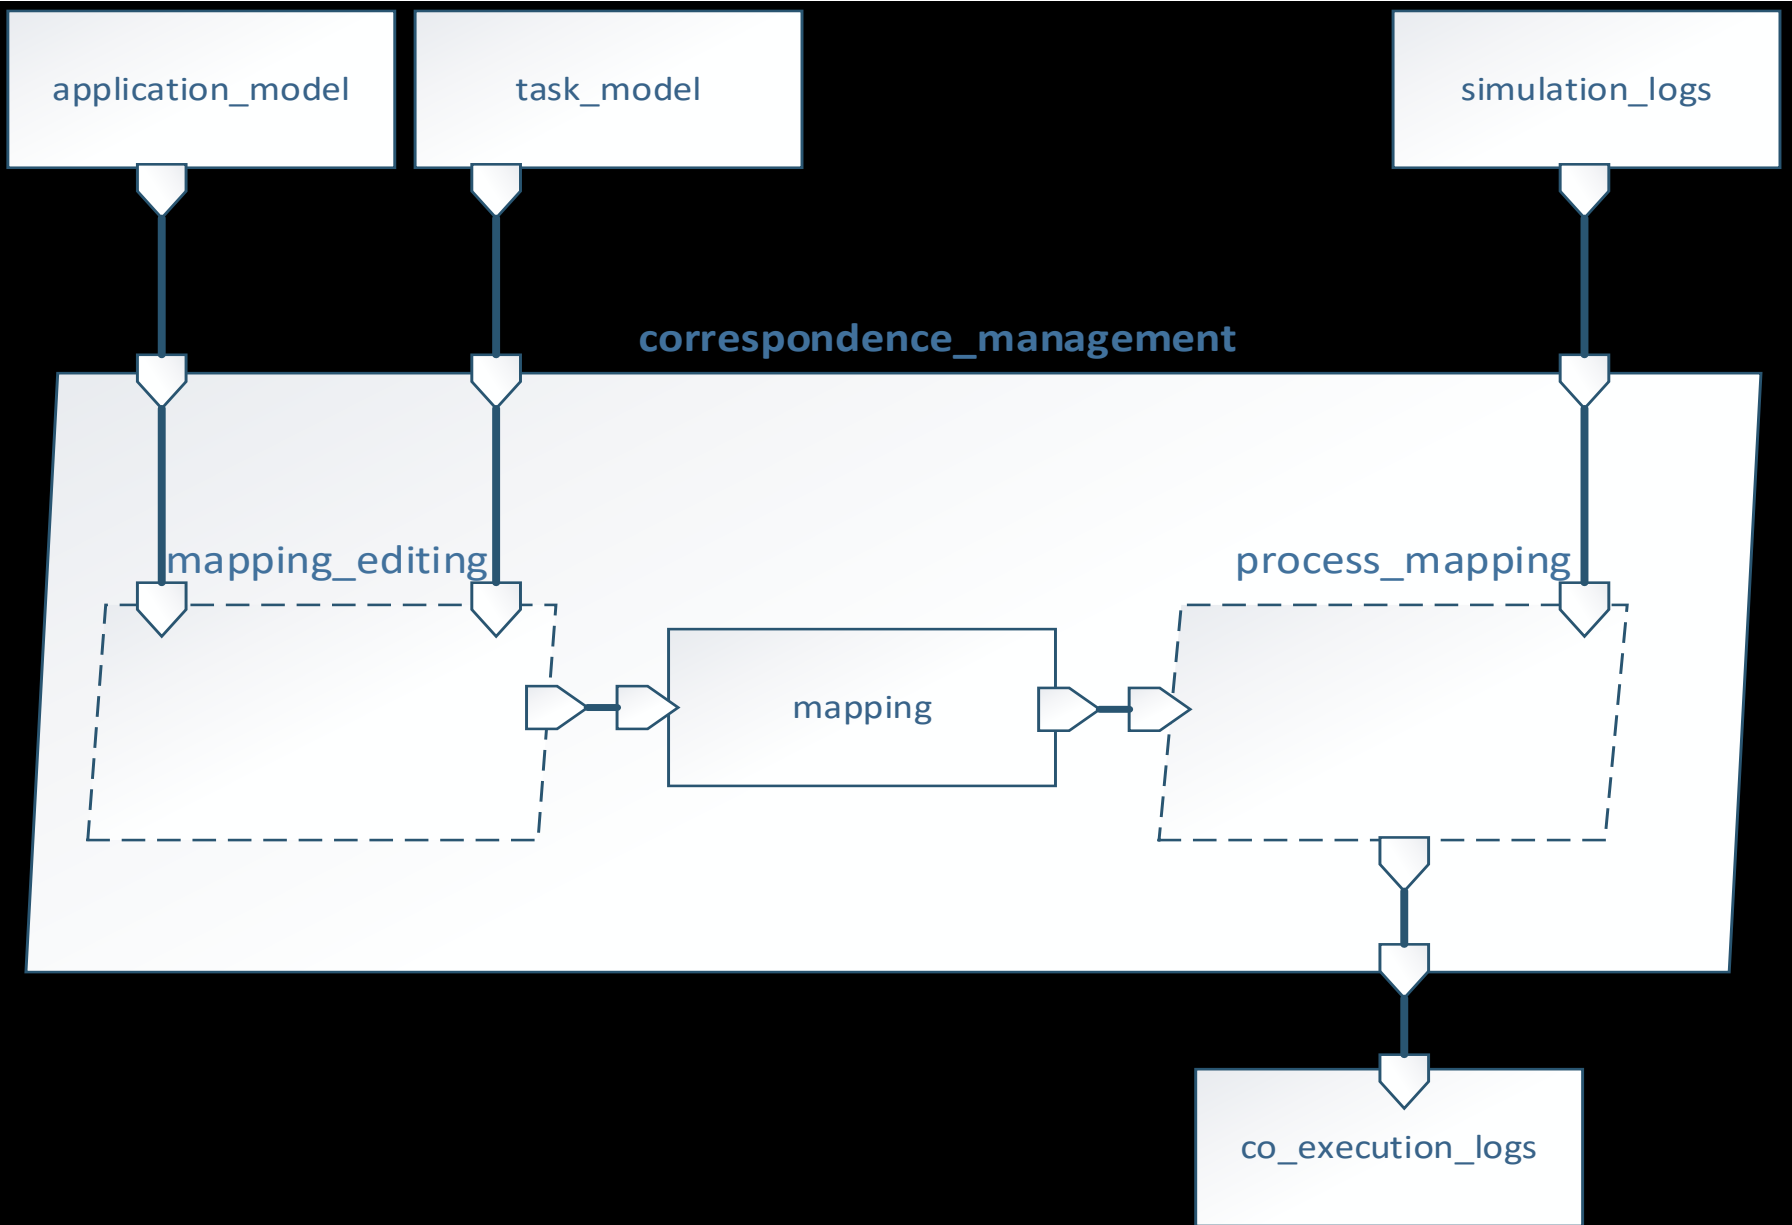 application_model
task_model
simulation_logs
correspondence_management
mapping_editing
process_mapping
mapping
co_execution_logs